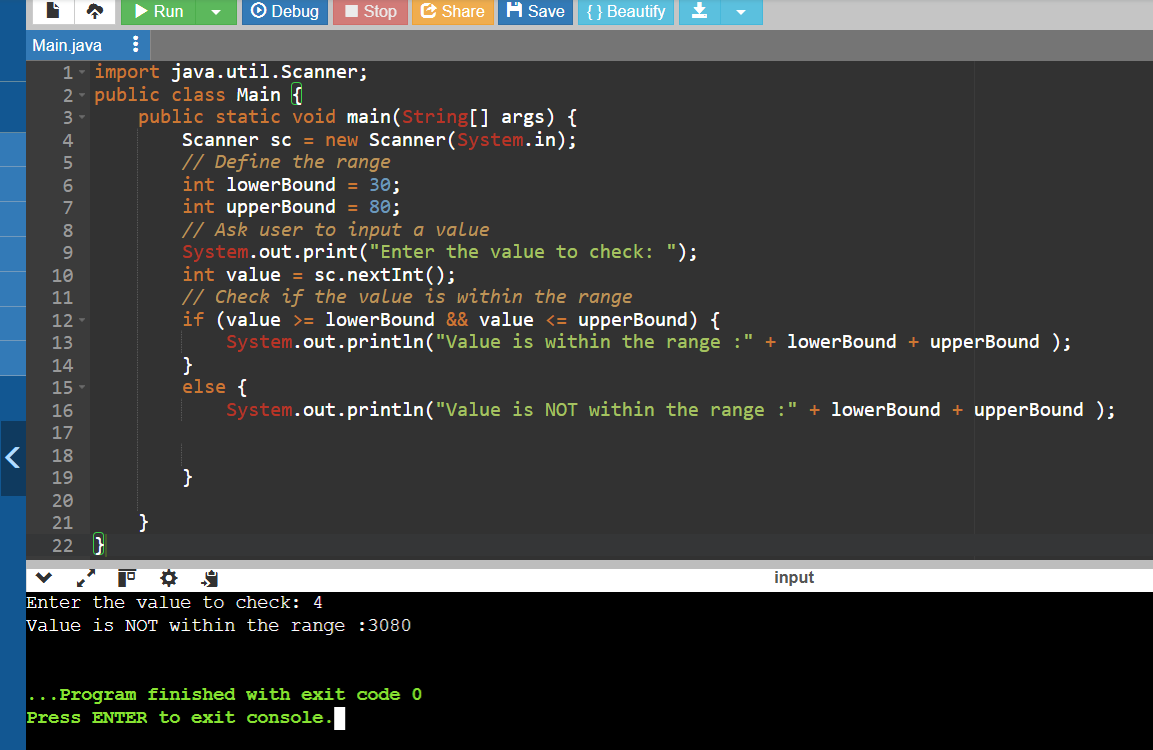 Run Debug Stop Share Save { } Beautify
Main.java
1 import java.util.Scanner;
2 public class Main {
3 public static void main(String[] args) {
4 Scanner sc = new Scanner(System.in);
5 // Define the range
6 int lowerBound = 30;
7 int upperBound = 80;
8 // Ask user to input a value
9 System.out.print("Enter the value to check: ");
10 int value = sc.nextInt();
11 // Check if the value is within the range
12 if (value >= lowerBound && value <= upperBound) {
13 System.out.println("Value is within the range :" + lowerBound + upperBound );
14 }
15 else {
16 System.out.println("Value is NOT within the range :" + lowerBound + upperBound );
17
18
19 }
20
21 }
22 }
input
Enter the value to check: 4
Value is NOT within the range :3080
...Program finished with exit code 0
Press ENTER to exit console.